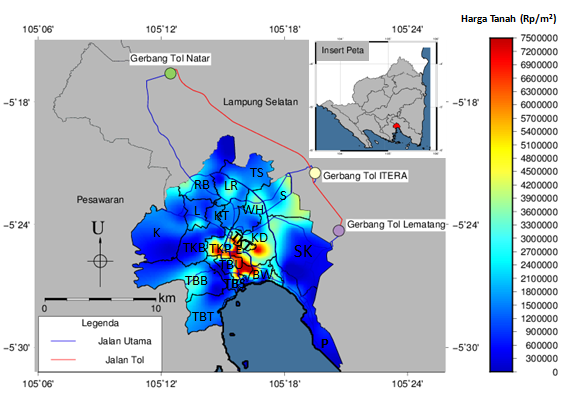 Harga Tanah (Rp/m²)
105°06'
105°12'
105°18'
105°24'
Gerbang Tol Natar
Insert Peta
−5°18'
Lampung Selatan
−5°18'
TS
Gerbang Tol ITERA
RB
LR
S
Pesawaran
L
KT
WH
−5°24'
Gerbang Tol Lematang
−5°24'
U
K
TKB
TKP
KD
SK
TBU
BW
TBB
TBS
0
10
km
TBT
Legenda
Jalan Utama
Jalan Tol
P
−5°30'
−5°30'
105°06'
105°12'
105°18'
105°24'
7500000
7200000
6900000
6600000
6300000
6000000
5700000
5400000
5100000
4800000
4500000
4200000
3900000
3600000
3300000
3000000
2700000
2400000
2100000
1800000
1500000
1200000
900000
600000
300000
0